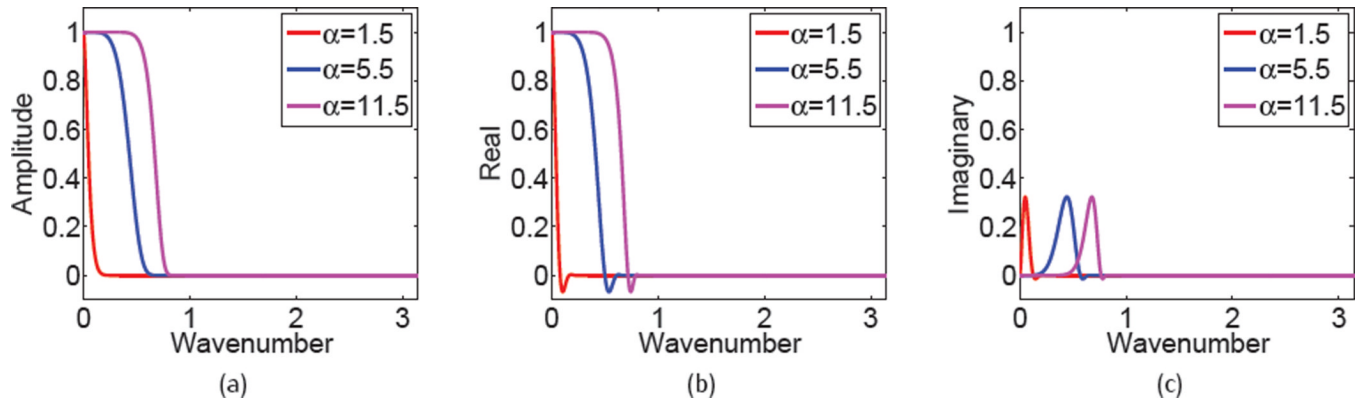 1
0.8
0.6
0.4
0.2
0
Amplitude
0 1 2 3
Wavenumber
α=1.5
α=5.5
α=11.5
(a)
1
0.8
0.6
0.4
0.2
0
Real
0 1 2 3
Wavenumber
α=1.5
α=5.5
α=11.5
(b)
1
0.8
0.6
0.4
0.2
0
Imaginary
0 1 2 3
Wavenumber
α=1.5
α=5.5
α=11.5
(c)